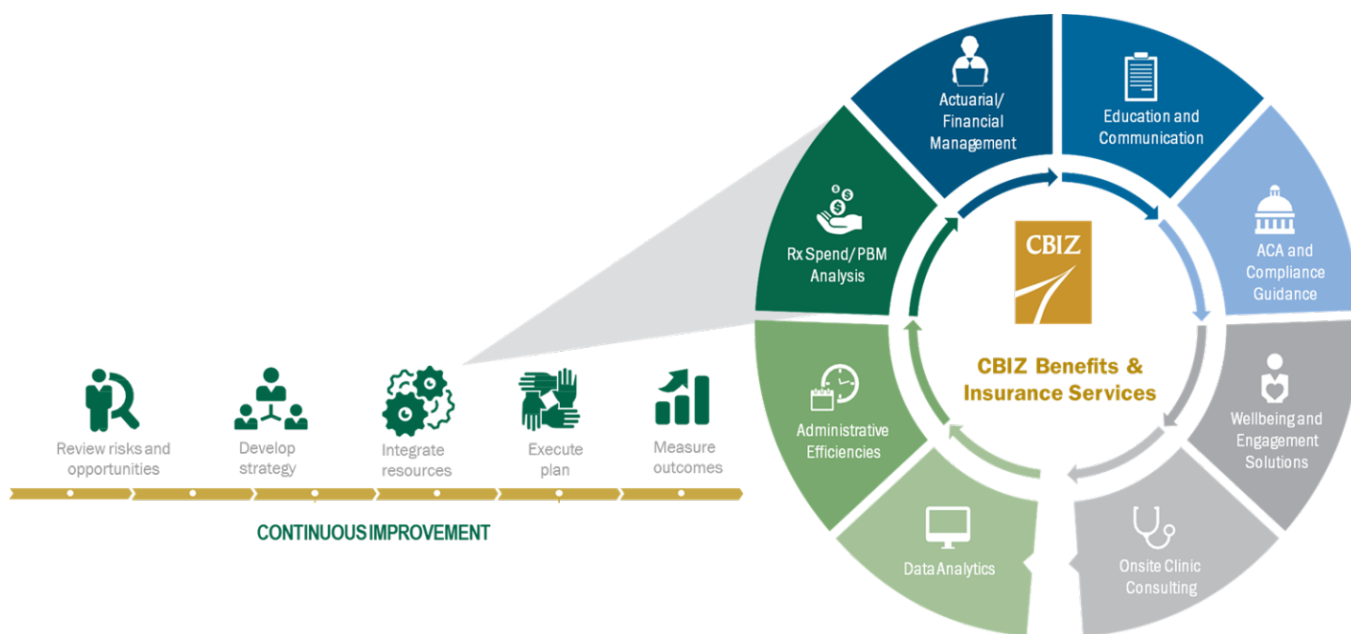 Review risks and
opportunities
Develop
strategy
Integrate
resources
Execute
plan
Measure
outcomes
CONTINUOUS IMPROVEMENT
Actuarial/
Financial
Management
Education and
Communication
ACA and
Compliance
Guidance
Wellbeing and
Engagement
Solutions
Onsite Clinic
Consulting
Data Analytics
Administrative
Efficiencies
Rx Spend/ PBM
Analysis
CBIZ
CBIZ Benefits &
Insurance Services